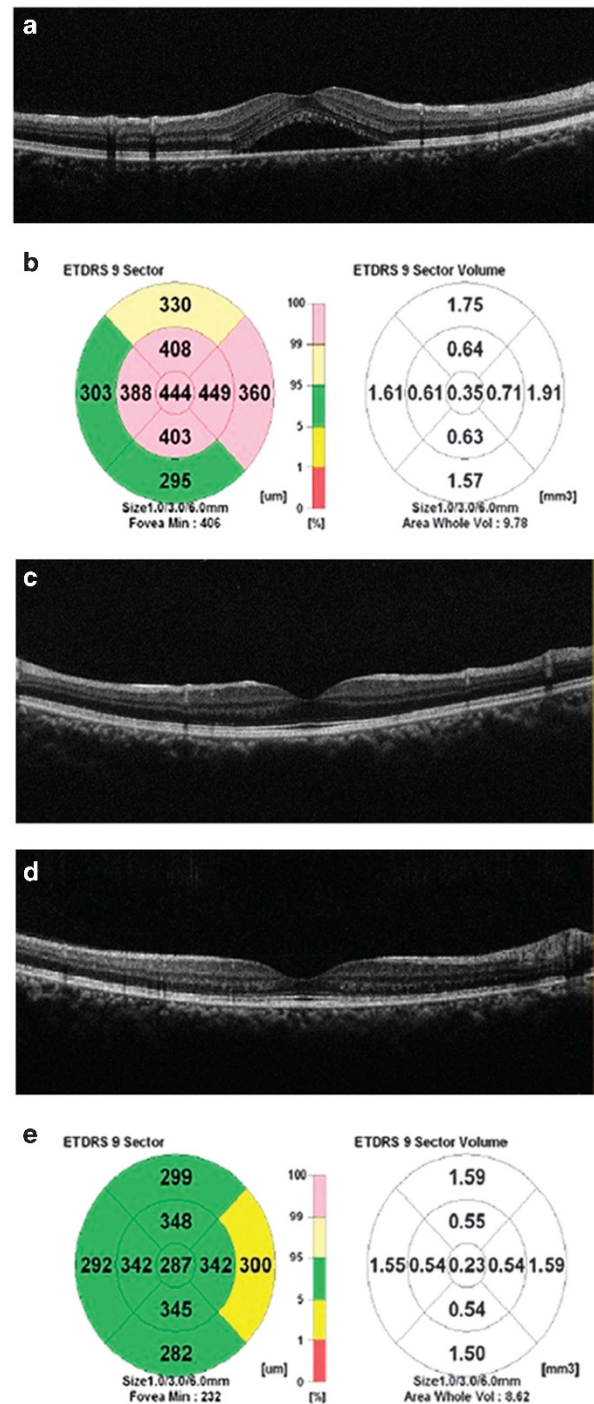 a
b
ETDRS 9 Sector
ETDRS 9 Sector Volume
330
408
303 388 444 449 360
403
295
100
99
95
5
1
0
[um]
[%]
Size1.0/3.0/6.0mm
Fovea Min : 406
1.75
0.64
1.61 0.61 0.35 0.71 1.91
0.63
1.57
[mm3]
Size1.0/3.0/6.0mm
Area Whole Vol : 9.78
c
d
e
ETDRS 9 Sector
ETDRS 9 Sector Volume
299
348
292 342 287 342 300
345
282
100
99
95
5
1
0
[um]
[%]
Size1.0/3.0/6.0mm
Fovea Min : 232
1.59
0.55
1.55 0.54 0.23 0.54 1.59
0.54
1.50
[mm3]
Size1.0/3.0/6.0mm
Area Whole Vol : 8.62